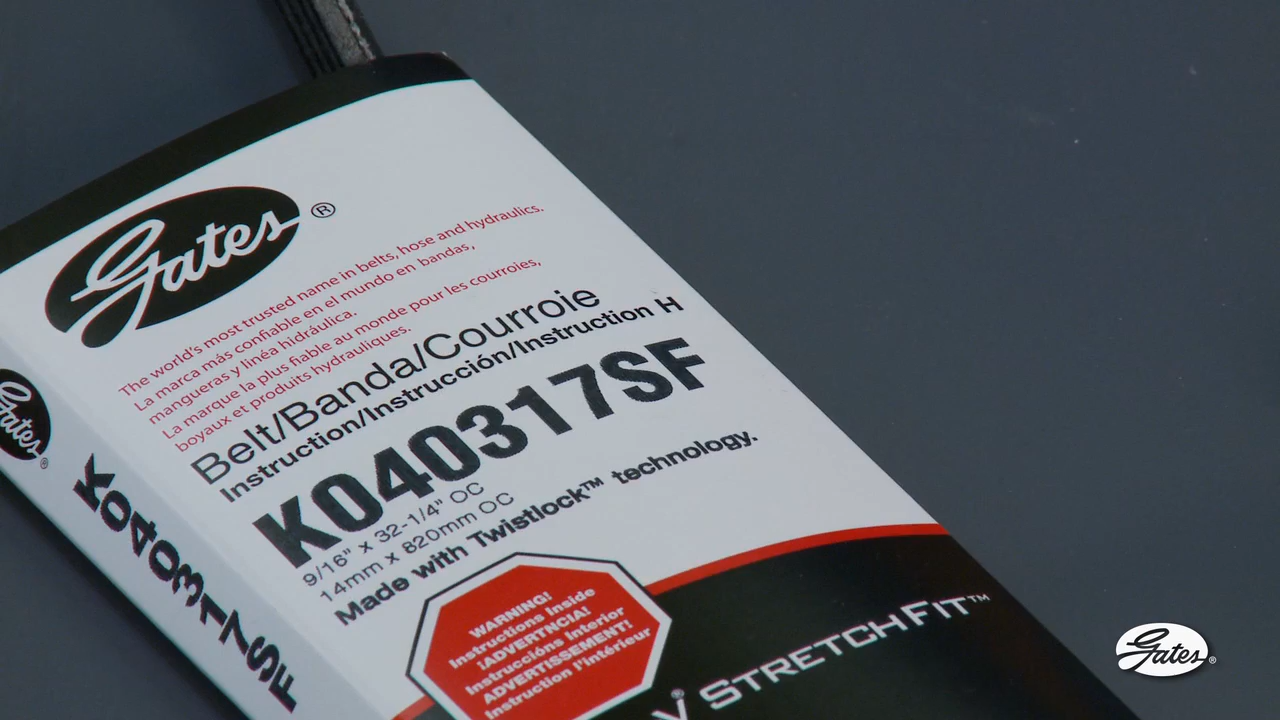 Gates®
The world's most trusted name in belts, hose and hydraulics.
La marca más confiable en el mundo en bandas,
mangueras y linéa hidráulica.
La marque la plus fiable au monde pour les courroies,
boyaux et produits hydrauliques.
Belt/Banda/Courroie
Instruction/Instrucción/Instruction H
K040317SF
9/16" x 32-1/4" OC
14mm x 820mm OC
Made with Twistlock™ technology.
WARNING!
Instructions Inside
¡ADVERTNCIA!
Instruccións Interior
ADVERTISSEMENT!
Instruction l'intérieur
V® STRETCHFIT™
Gates®
K040317SF
Gates®